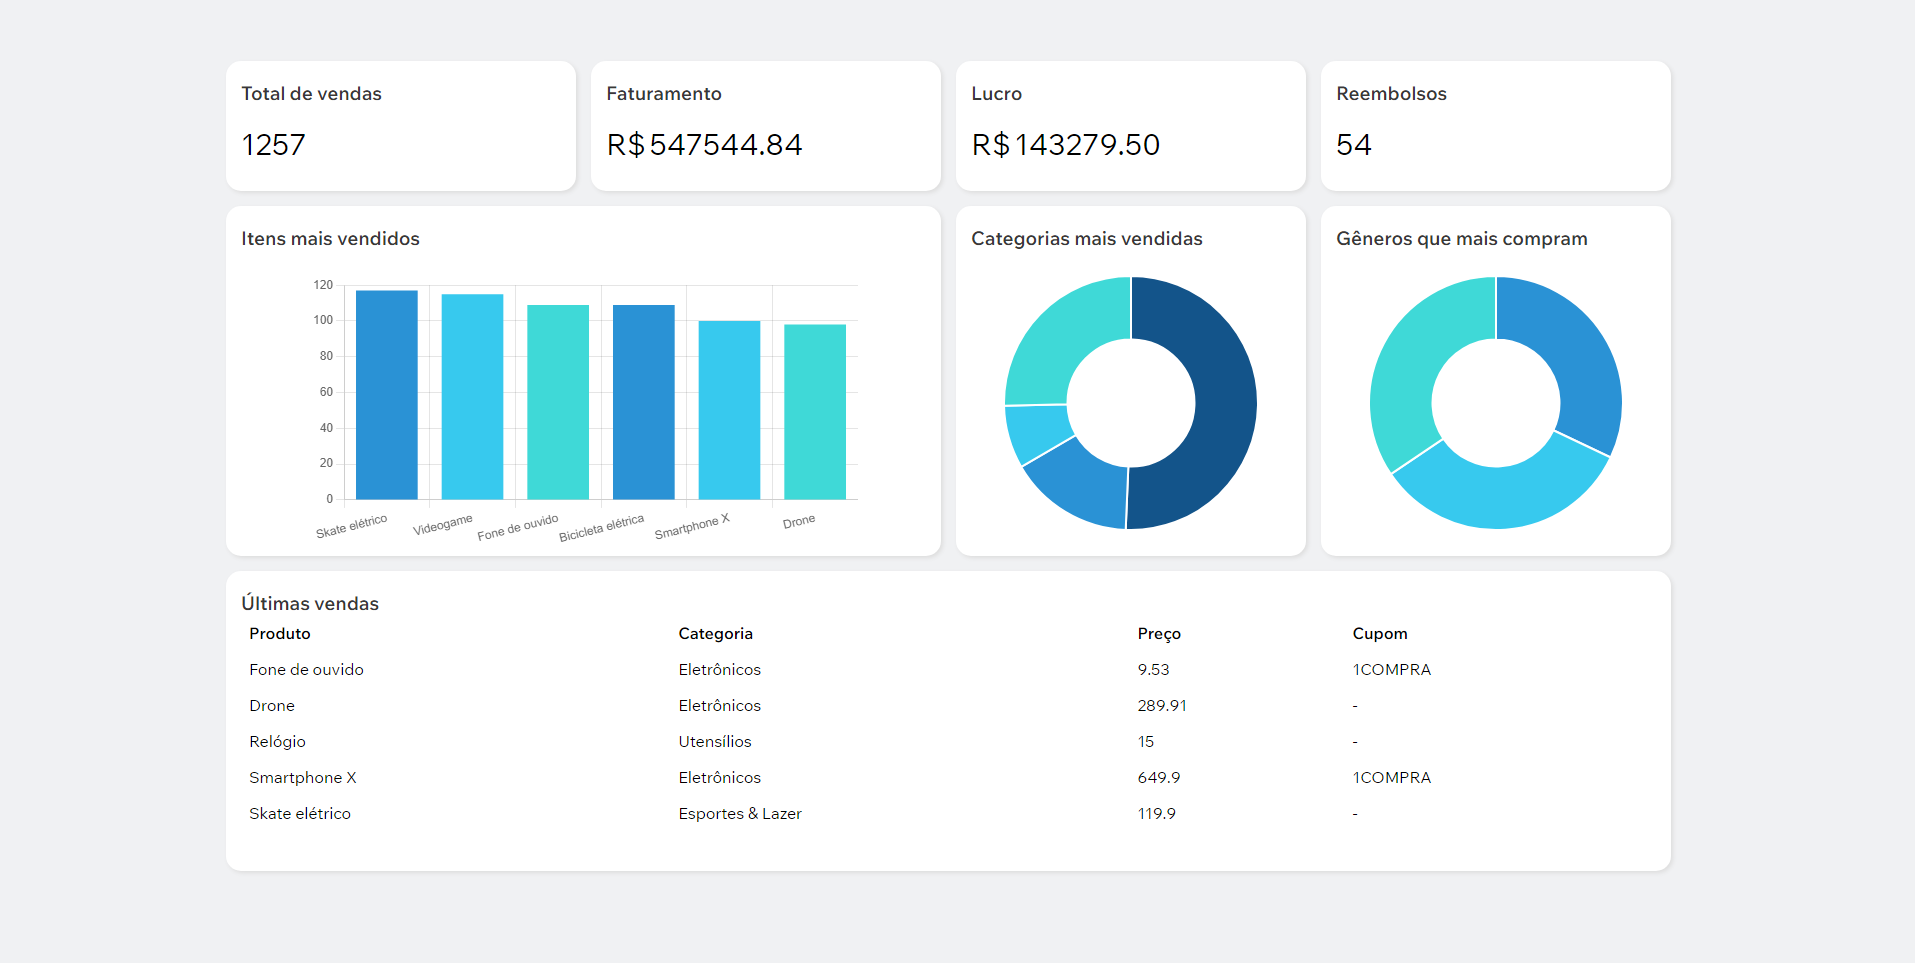 Total de vendas
1257
Faturamento
R$ 547544.84
Lucro
R$ 143279.50
Reembolsos
54
Itens mais vendidos
120
100
80
60
40
20
0
Skate elétrico
Videogame
Fone de ouvido
Bicicleta elétrica
Smartphone X
Drone
Categorias mais vendidas
Gêneros que mais compram
Últimas vendas
Produto Categoria Preço Cupom
Fone de ouvido Eletrônicos 9.53 1COMPRA
Drone Eletrônicos 289.91 -
Relógio Utensílios 15 -
Smartphone X Eletrônicos 649.9 1COMPRA
Skate elétrico Esportes & Lazer 119.9 -